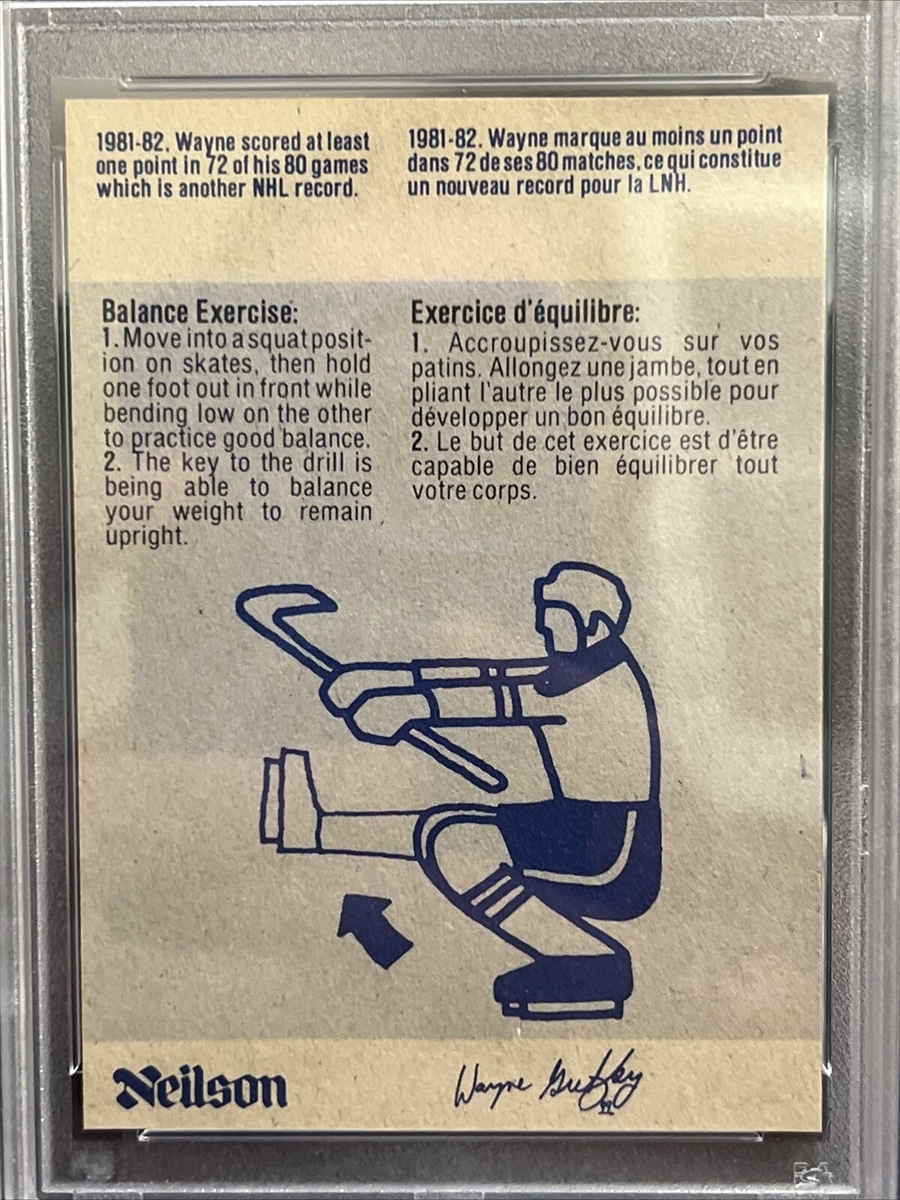 1981-82. Wayne scored at least
one point in 72 of his 80 games
which is another NHL record.
1981-82. Wayne marque au moins un point
dans 72 de ses 80 matches, ce qui constitue
un nouveau record pour la LNH.
Balance Exercise:
1. Move into a squat posit-
ion on skates, then hold
one foot out in front while
bending low on the other
to practice good balance.
2. The key to the drill is
being able to balance
your weight to remain
upright.
Exercice d'équilibre:
1. Accroupissez-vous sur vos
patins. Allongez une jambe, tout en
pliant l'autre le plus possible pour
développer un bon équilibre.
2. Le but de cet exercice est d'être
capable de bien équilibrer tout
votre corps.
Neilson
Wayne Gretzky
99